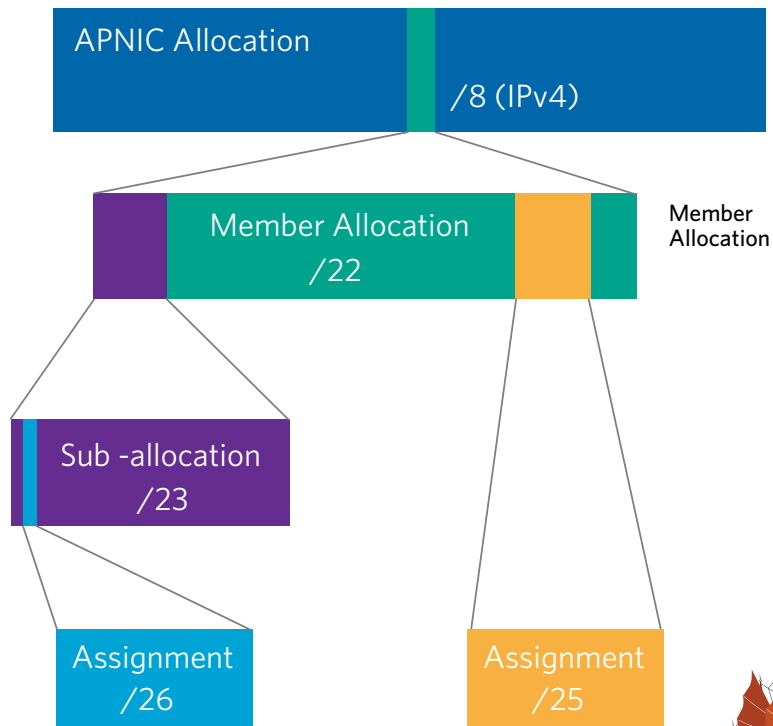 APNIC Allocation
/8 (IPv4)
Member Allocation
/22
Member
Allocation
Sub -allocation
/23
Assignment
/26
Assignment
/25